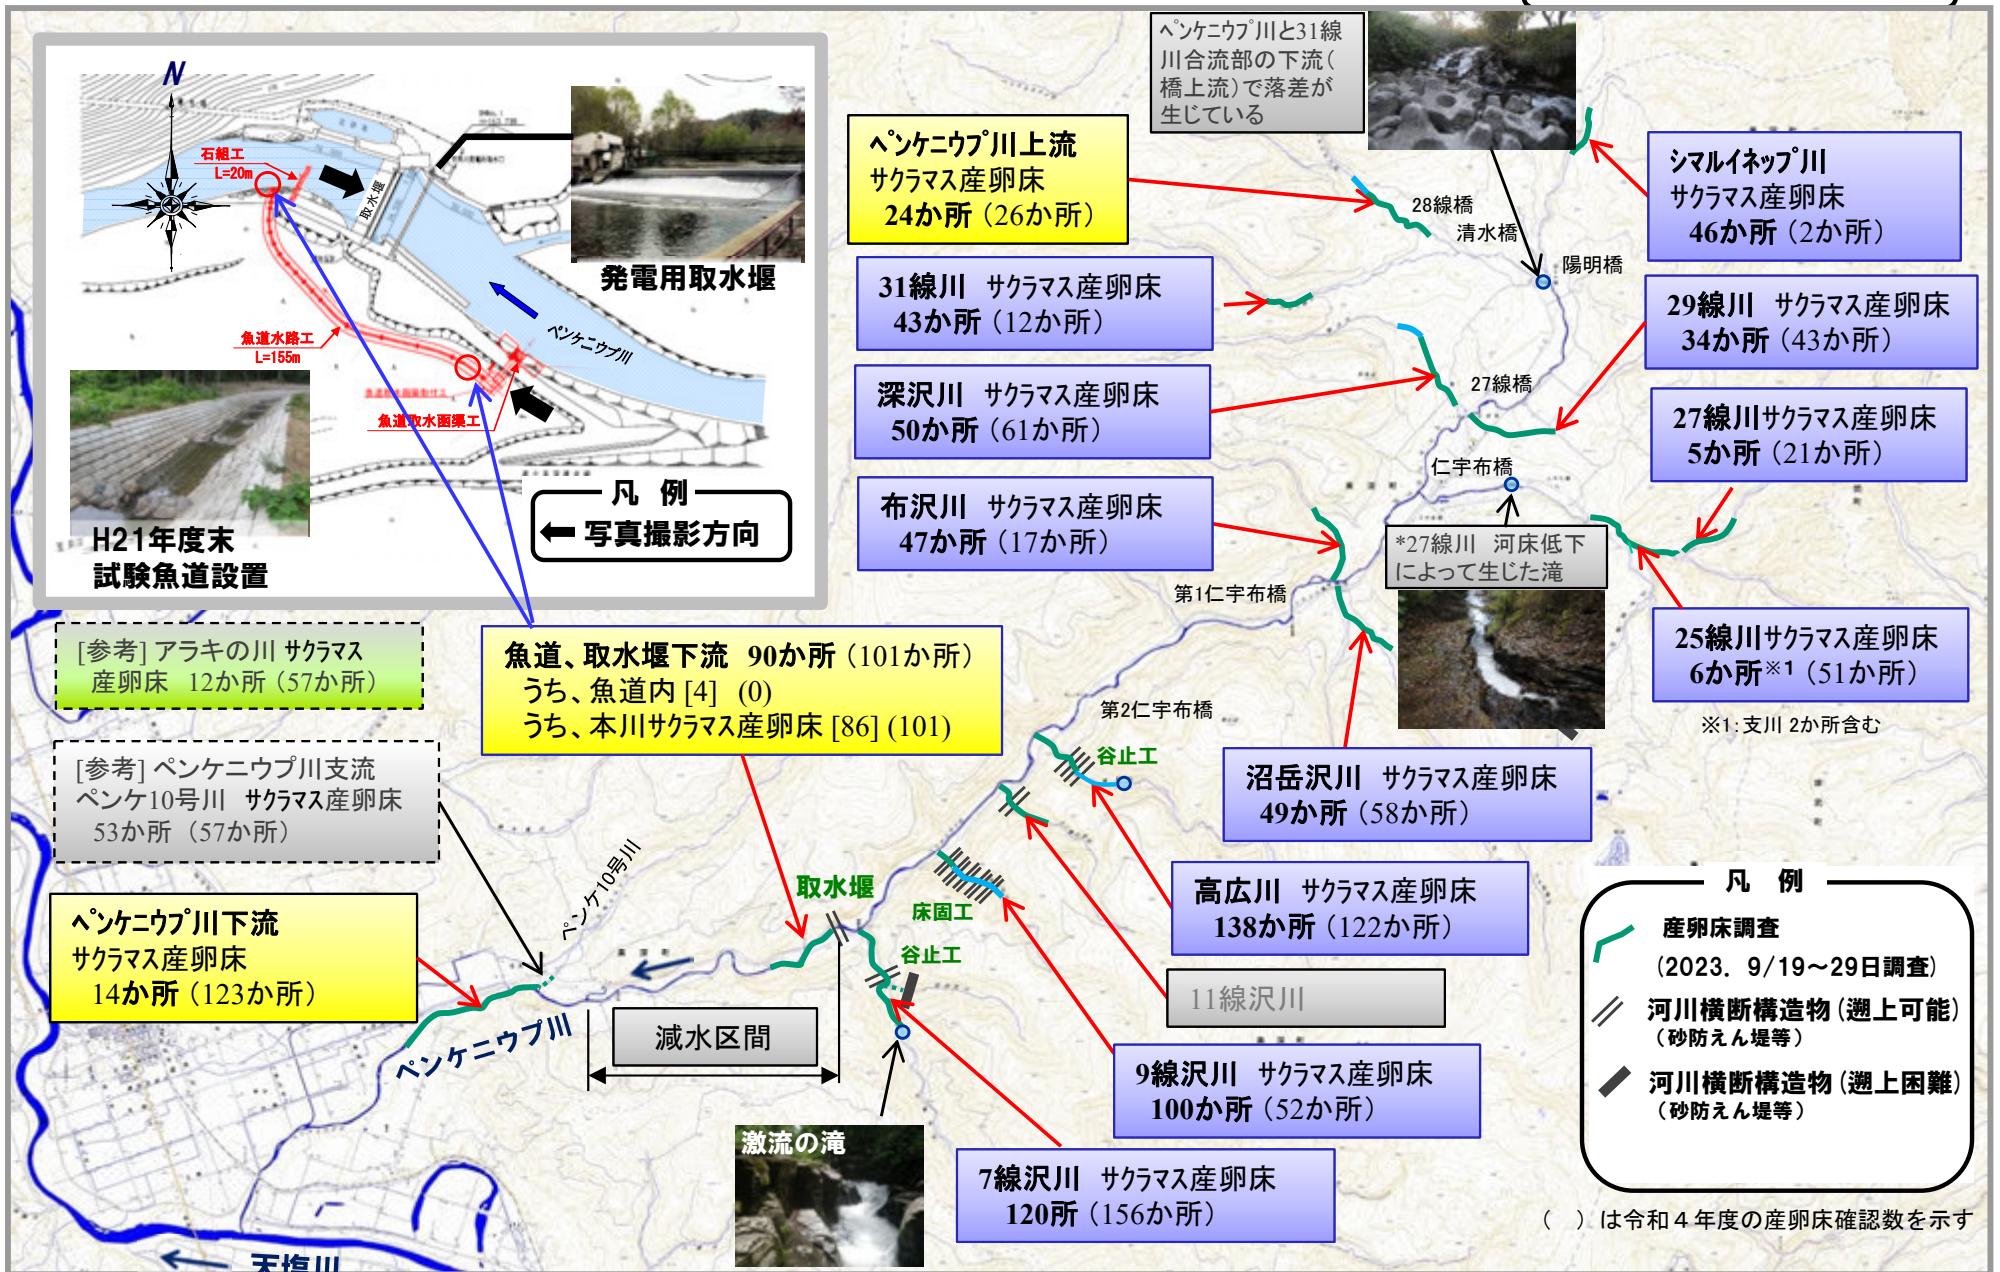 N
石組工
L=20m
取水堰
発電用取水堰
ペンケニウプ川
魚道水路工
L=155m
魚道取水函渠工
H21年度末
試験魚道設置
凡 例
写真撮影方向
ペンケニウプ川と31線
川合流部の下流(
橋上流)で落差が
生じている
ペンケニウプ川上流
サクラマス産卵床
24か所 (26か所)
シマルイネップ川
サクラマス産卵床
46か所 (2か所)
28線橋
清水橋
陽明橋
31線川 サクラマス産卵床
43か所 (12か所)
29線川 サクラマス産卵床
34か所 (43か所)
深沢川 サクラマス産卵床
50か所 (61か所)
27線橋
27線川サクラマス産卵床
5か所 (21か所)
仁宇布橋
布沢川 サクラマス産卵床
47か所 (17か所)
*27線川 河床低下
によって生じた滝
第1仁宇布橋
25線川サクラマス産卵床
6か所※1 (51か所)
※1:支川 2か所含む
[参考] アラキの川 サクラマス
産卵床 12か所 (57か所)
魚道、取水堰下流 90か所 (101か所)
うち、魚道内 [4] (0)
うち、本川サクラマス産卵床 [86] (101)
第2仁宇布橋
谷止工
[参考] ペンケニウプ川支流
ペンケ10号川 サクラマス産卵床
53か所 (57か所)
沼岳沢川 サクラマス産卵床
49か所 (58か所)
ペンケ10号川
取水堰
床固工
谷止工
高広川 サクラマス産卵床
138か所 (122か所)
ペンケニウプ川下流
サクラマス産卵床
14か所 (123か所)
11線沢川
ペンケニウプ川
減水区間
9線沢川 サクラマス産卵床
100か所 (52か所)
激流の滝
7線沢川 サクラマス産卵床
120所 (156か所)
凡 例
産卵床調査
(2023. 9/19~29日調査)
河川横断構造物(遡上可能)
(砂防えん堤等)
河川横断構造物(遡上困難)
(砂防えん堤等)
( )は令和4年度の産卵床確認数を示す
天塩川